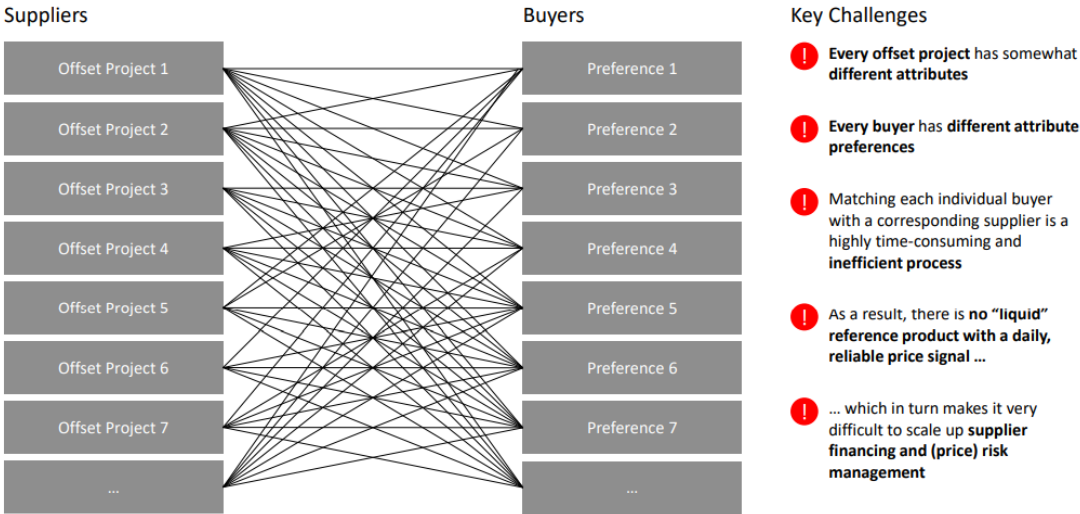 Suppliers
Offset Project 1
Offset Project 2
Offset Project 3
Offset Project 4
Offset Project 5
Offset Project 6
Offset Project 7
...
Buyers
Preference 1
Preference 2
Preference 3
Preference 4
Preference 5
Preference 6
Preference 7
...
Key Challenges
! Every offset project has somewhat
different attributes
! Every buyer has different attribute
preferences
! Matching each individual buyer
with a corresponding supplier is a
highly time-consuming and
inefficient process
! As a result, there is no “liquid”
reference product with a daily,
reliable price signal …
! … which in turn makes it very
difficult to scale up supplier
financing and (price) risk
management